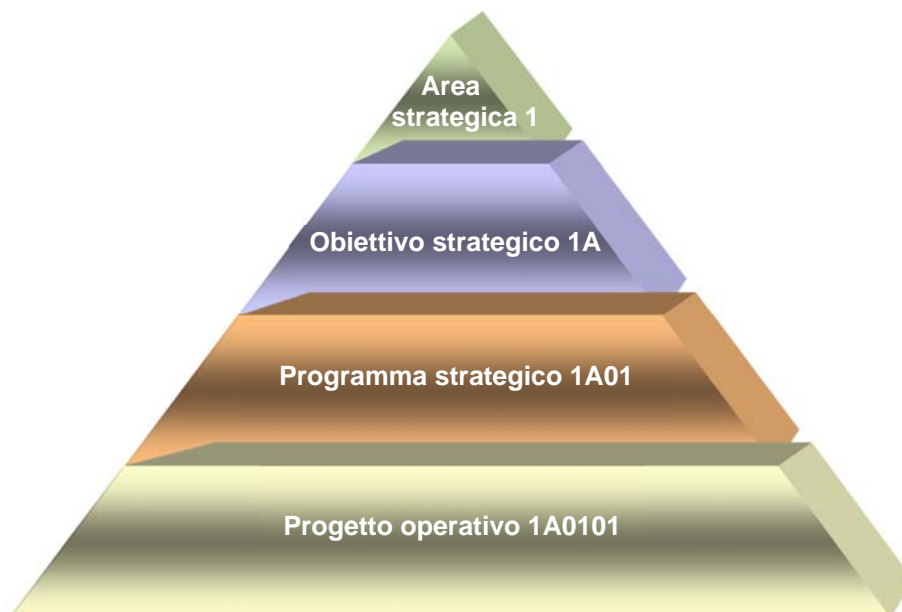 Area
strategica 1
Obiettivo strategico 1A
Programma strategico 1A01
Progetto operativo 1A0101